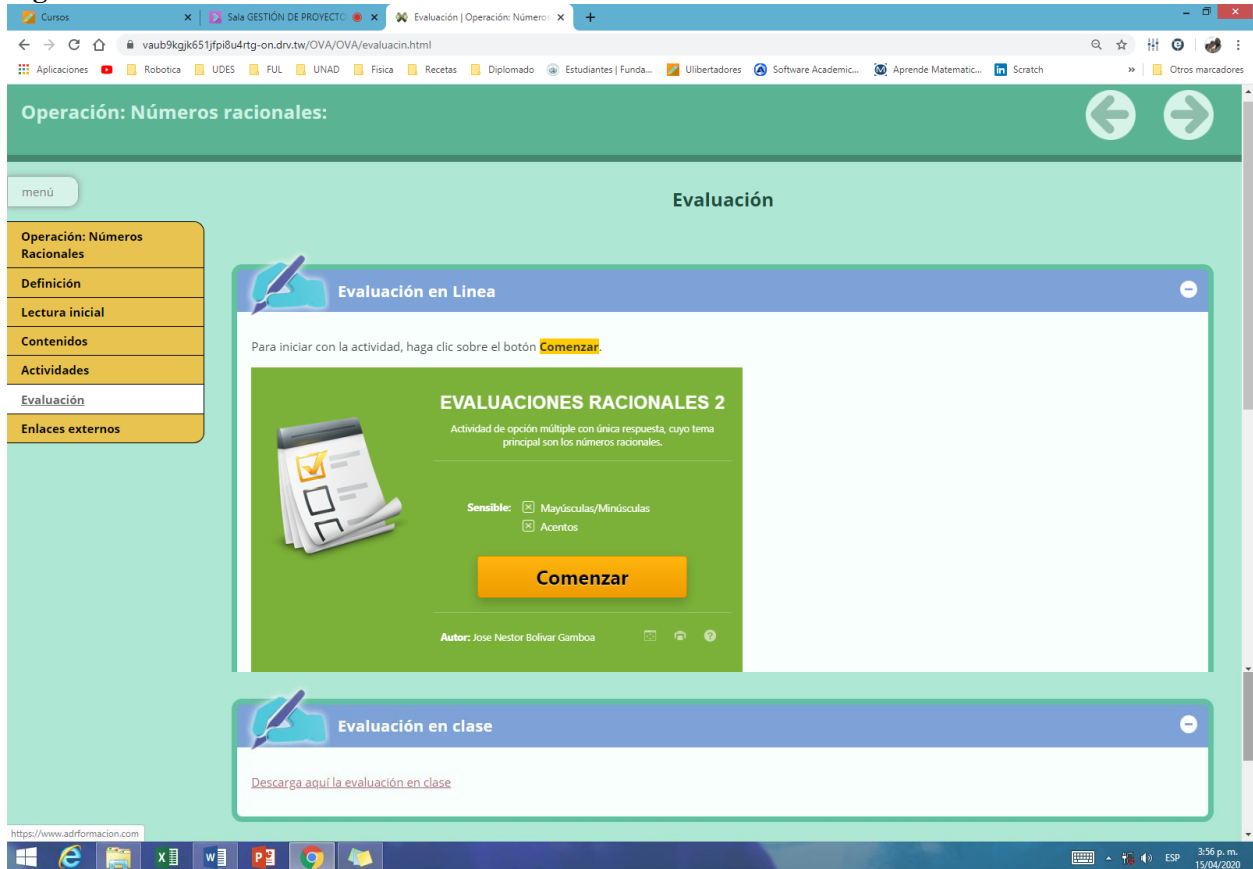 Cursos
Sala GESTIÓN DE PROYECTO
Evaluación | Operación: Número
vaub9kgjk651jfpi8u4rtg-on.drv.tw/OVA/OVA/evaluacin.html
Aplicaciones Robotica UDES FUL UNAD Fisica Recetas Diplomado Estudiantes | Funda... Ulibertadores Software Academic... Aprende Matematic... Scratch » Otros marcadores
Operación: Números racionales:
menú
Evaluación
Operación: Números
Racionales
Definición
Lectura inicial
Contenidos
Actividades
Evaluación
Enlaces externos
Evaluación en Linea
Para iniciar con la actividad, haga clic sobre el botón Comenzar.
EVALUACIONES RACIONALES 2
Actividad de opción múltiple con única respuesta, cuyo tema
principal son los números racionales.
Sensible: Mayúsculas/Minúsculas
Acentos
Comenzar
Autor: Jose Nestor Bolivar Gamboa
Evaluación en clase
Descarga aquí la evaluación en clase
https://www.adrformacion.com
ESP
3:56 p. m.
15/04/2020